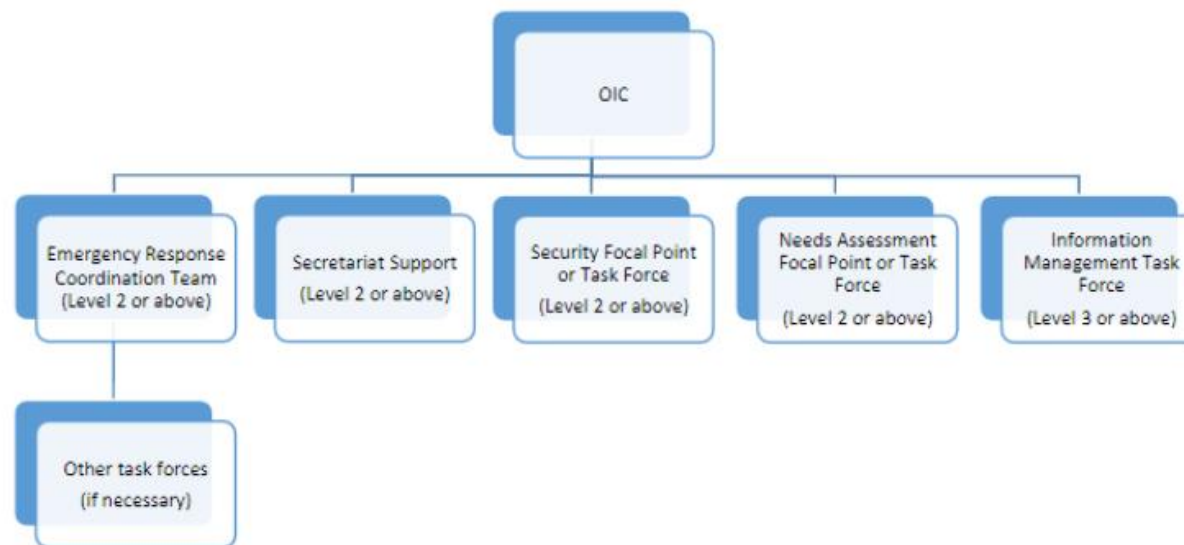 OIC
Emergency Response
Coordination Team
(Level 2 or above)
Secretariat Support
(Level 2 or above)
Security Focal Point
or Task Force
(Level 2 or above)
Needs Assessment
Focal Point or Task
Force
(Level 2 or above)
Information
Management Task
Force
(Level 3 or above)
Other task forces
(if necessary)